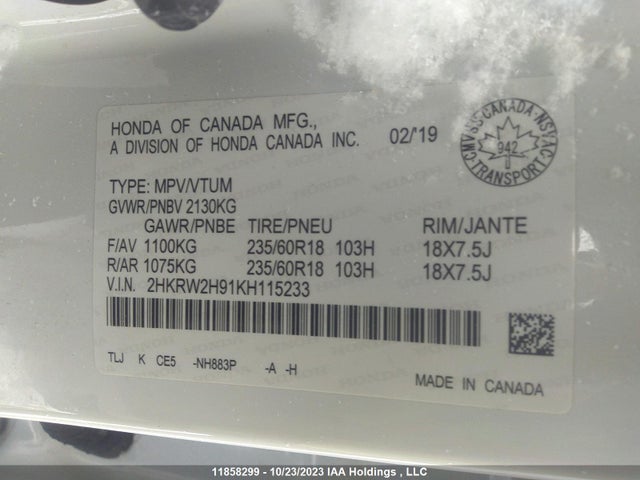 HONDA OF CANADA MFG.,
A DIVISION OF HONDA CANADA INC. 02/'19
CMVSS-CANADA-NSVAC
942
TRANSPORT
TYPE: MPV/VTUM
GVWR/PNBV 2130KG
GAWR/PNBE TIRE/PNEU RIM/JANTE
F/AV 1100KG 235/60R18 103H 18X7.5J
R/AR 1075KG 235/60R18 103H 18X7.5J
V.I.N. 2HKRW2H91KH115233
TLJ K CE5 -NH883P -A -H
MADE IN CANADA
11858299 - 10/23/2023 IAA Holdings , LLC